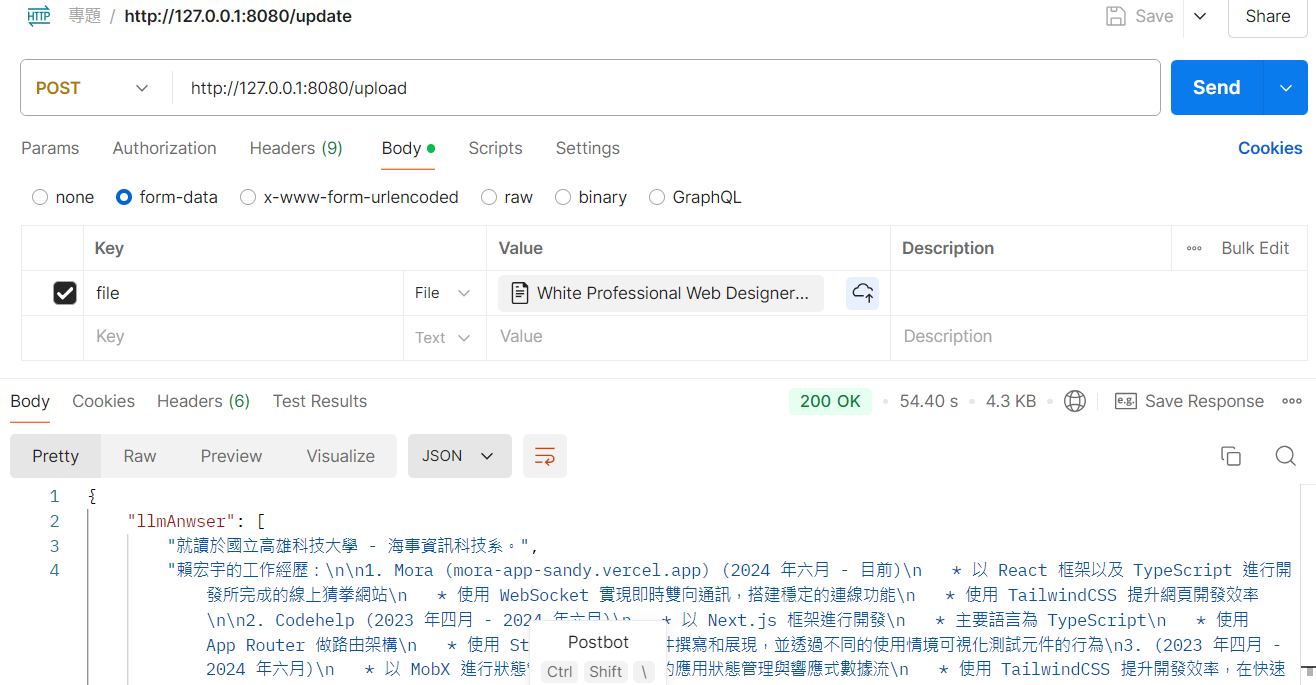 HTTP 專題 / http://127.0.0.1:8080/update Save Share
POST http://127.0.0.1:8080/upload Send
Params Authorization Headers (9) Body Scripts Settings Cookies
none form-data x-www-form-urlencoded raw binary GraphQL
Key Value Description Bulk Edit
file File White Professional Web Designer...
Key Text Value Description
Body Cookies Headers (6) Test Results 200 OK 54.40 s 4.3 KB e.g. Save Response
Pretty Raw Preview Visualize JSON
1 {
2 "llmAnwser": [
3 "就讀於國立高雄科技大學 - 海事資訊科技系。",
4 "賴宏宇的工作經歷：\n\n1. Mora (mora-app-sandy.vercel.app) (2024 年六月 - 目前)\n   * 以 React 框架以及 TypeScript 進行開
發所完成的線上猜拳網站\n   * 使用 WebSocket 實現即時雙向通訊，搭建穩定的連線功能\n   * 使用 TailwindCSS 提升網頁開發效率
\n\n2. Codehelp (2023 年四月 - 2024 年六月)\n   * 以 Next.js 框架進行開發\n   * 主要語言為 TypeScript\n   * 使用
App Router 做路由架構\n   * 使用 St 件撰寫和展現，並透過不同的使用情境可視化測試元件的行為\n3. (2023 年四月 -
2024 年六月)\n   * 以 MobX 進行狀態 的應用狀態管理與響應式數據流\n   * 使用 TailwindCSS 提升開發效率，在快速
Postbot
Ctrl Shift \